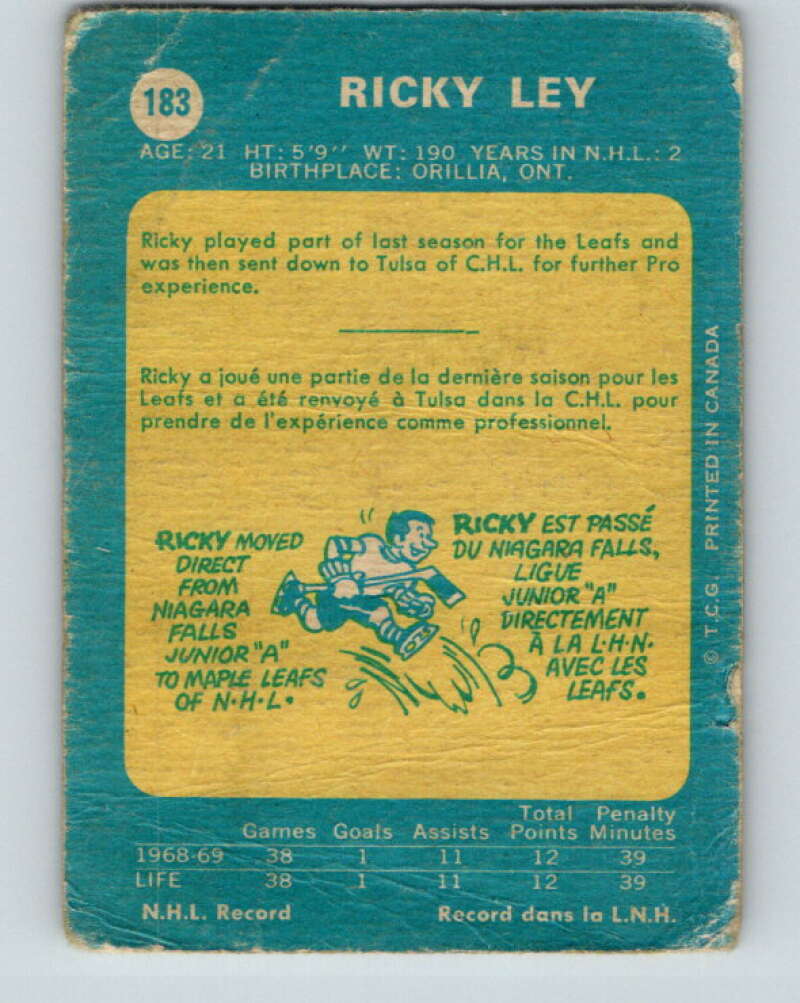 183
RICKY LEY
AGE: 21 HT: 5'9" WT: 190 YEARS IN N.H.L.: 2
BIRTHPLACE: ORILLIA, ONT.
Ricky played part of last season for the Leafs and
was then sent down to Tulsa of C.H.L. for further Pro
experience.
Ricky a joué une partie de la dernière saison pour les
Leafs et a été renvoyé à Tulsa dans la C.H.L. pour
prendre de l'expérience comme professionnel.
RICKY MOVED
DIRECT
FROM
NIAGARA
FALLS
JUNIOR "A"
TO MAPLE LEAFS
OF N·H·L·
RICKY EST PASSÉ
DU NIAGARA FALLS,
LIGUE
JUNIOR "A"
DIRECTEMENT
À LA L·H·N·
AVEC LES
LEAFS.
© T.C.G. PRINTED IN CANADA
Games Goals Assists Total Points Penalty Minutes
1968-69 38 1 11 12 39
LIFE 38 1 11 12 39
N.H.L. Record Record dans la L.N.H.